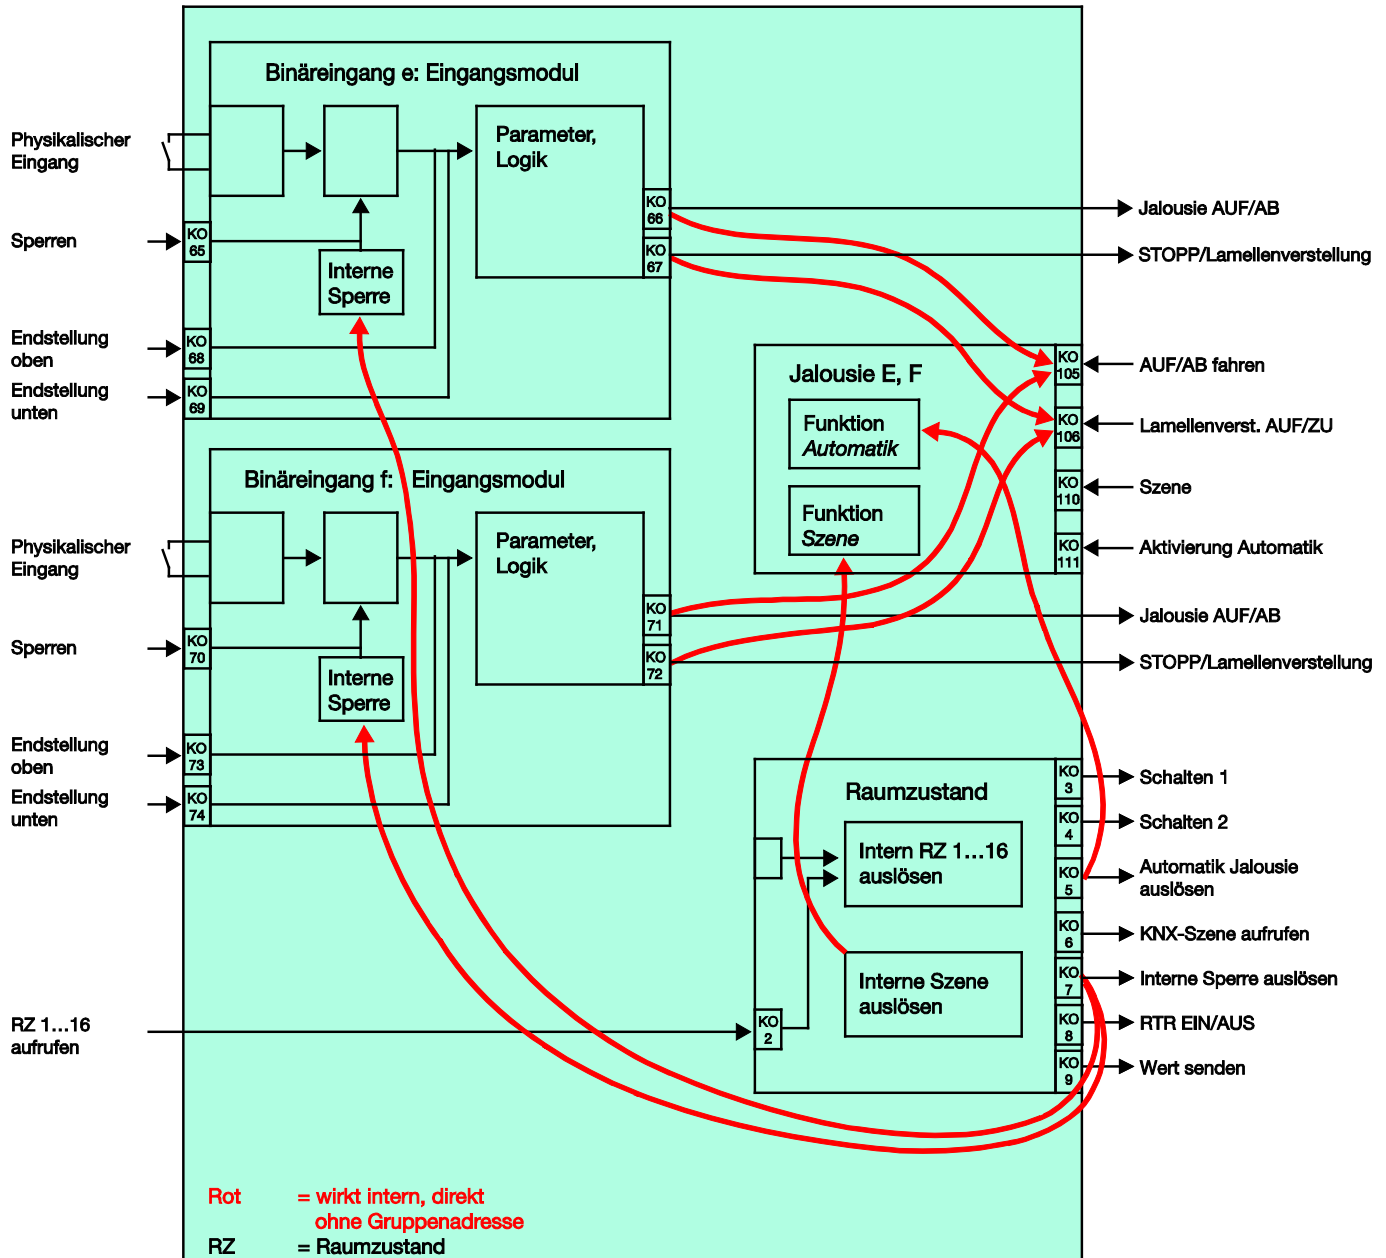 Binäreingang e: Eingangsmodul
Physikalischer
Eingang
Parameter,
Logik
Sperren
KO
65
Interne
Sperre
KO
66
KO
67
Jalousie AUF/AB
STOPP/Lamellenverstellung
Endstellung
oben
KO
68
Endstellung
unten
KO
69
Jalousie E, F
Funktion
Automatik
Funktion
Szene
KO
105
AUF/AB fahren
KO
106
Lamellenverst. AUF/ZU
KO
110
Szene
KO
111
Aktivierung Automatik
Binäreingang f: Eingangsmodul
Physikalischer
Eingang
Parameter,
Logik
Sperren
KO
70
Interne
Sperre
KO
71
KO
72
Jalousie AUF/AB
STOPP/Lamellenverstellung
Endstellung
oben
KO
73
Endstellung
unten
KO
74
Raumzustand
Intern RZ 1...16
auslösen
Interne Szene
auslösen
KO
3
Schalten 1
KO
4
Schalten 2
KO
5
Automatik Jalousie
auslösen
KO
6
KNX-Szene aufrufen
KO
7
Interne Sperre auslösen
KO
8
RTR EIN/AUS
KO
9
Wert senden
RZ 1...16
aufrufen
KO
2
Rot = wirkt intern, direkt
ohne Gruppenadresse
RZ = Raumzustand